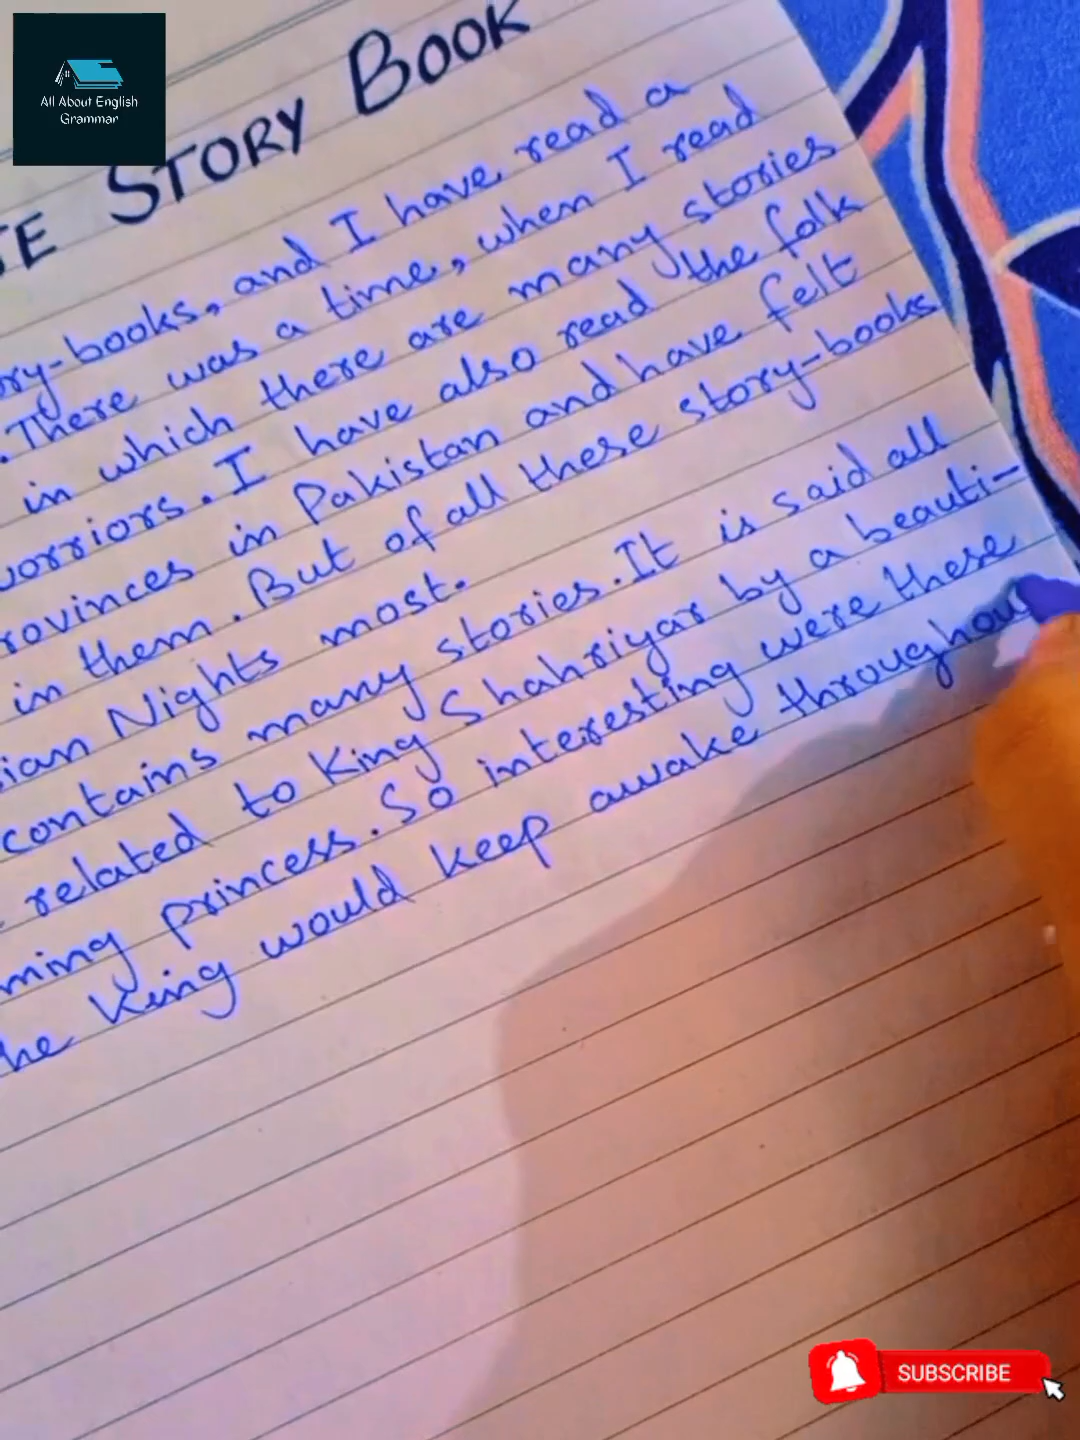 All About English
Grammar
STORY BOOK
ory-books, and I have read a
. There was a time, when I read
in which there are many stories
worriors. I have also read the folk
rovinces in Pakistan and have felt
in them. But of all these story-books
ian Nights most.
contains many stories. It is said all
related to King Shahriyar by a beauti-
ming princess. So interesting were these
he King would keep awake throughou
SUBSCRIBE